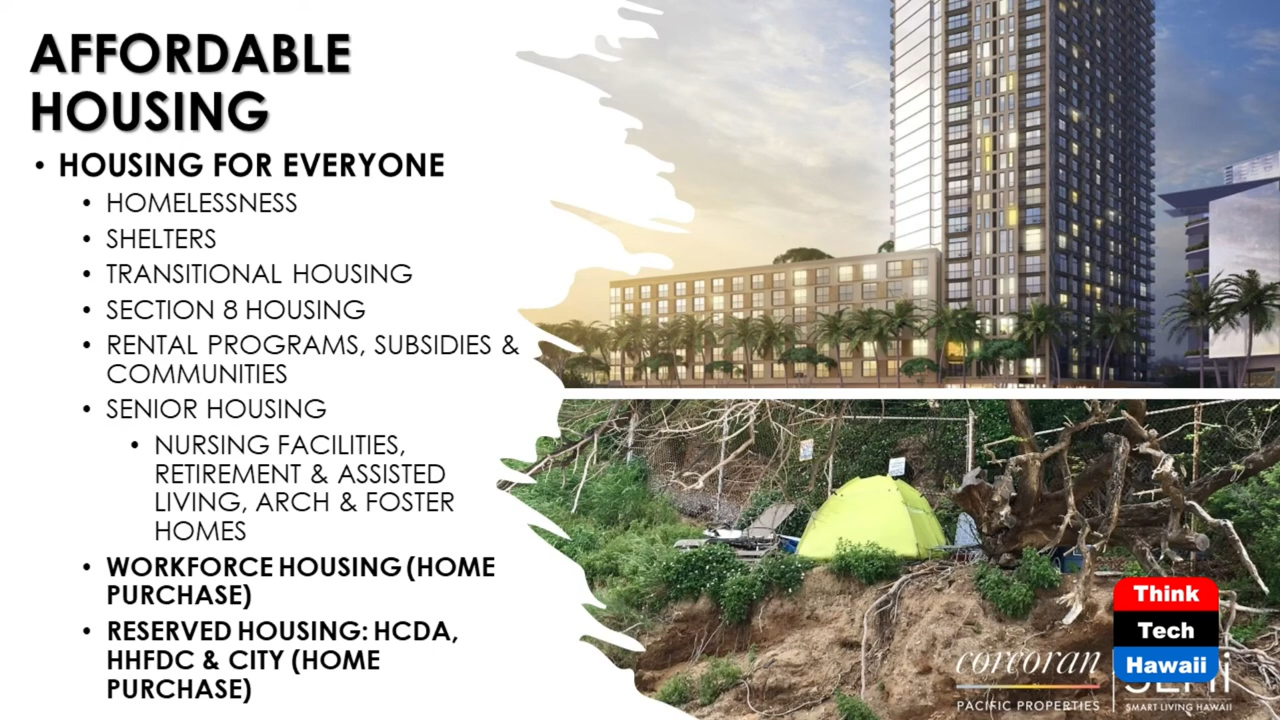 AFFORDABLE
HOUSING
• HOUSING FOR EVERYONE
• HOMELESSNESS
• SHELTERS
• TRANSITIONAL HOUSING
• SECTION 8 HOUSING
• RENTAL PROGRAMS, SUBSIDIES &
COMMUNITIES
• SENIOR HOUSING
• NURSING FACILITIES,
RETIREMENT & ASSISTED
LIVING, ARCH & FOSTER
HOMES
• WORKFORCE HOUSING (HOME
PURCHASE)
• RESERVED HOUSING: HCDA,
HHFDC & CITY (HOME
PURCHASE)
Think
Tech
Hawaii
corcoran
PACIFIC PROPERTIES
SMART LIVING HAWAII